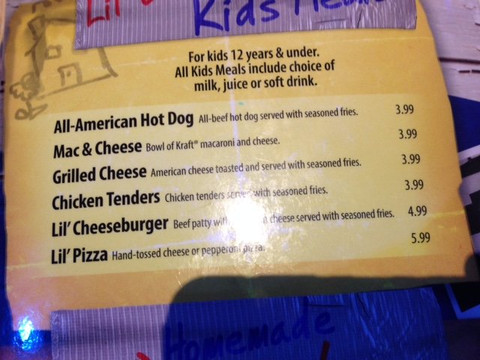 Lil'
Kids
For kids 12 years & under.
All Kids Meals include choice of
milk, juice or soft drink.
All-American Hot Dog All-beef hot dog served with seasoned fries. 3.99
Mac & Cheese Bowl of Kraft® macaroni and cheese. 3.99
Grilled Cheese American cheese toasted and served with seasoned fries. 3.99
Chicken Tenders Chicken tenders served with seasoned fries. 3.99
Lil' Cheeseburger Beef patty with cheese served with seasoned fries. 4.99
Lil' Pizza Hand-tossed cheese or pepperoni pizza. 5.99
Homemade